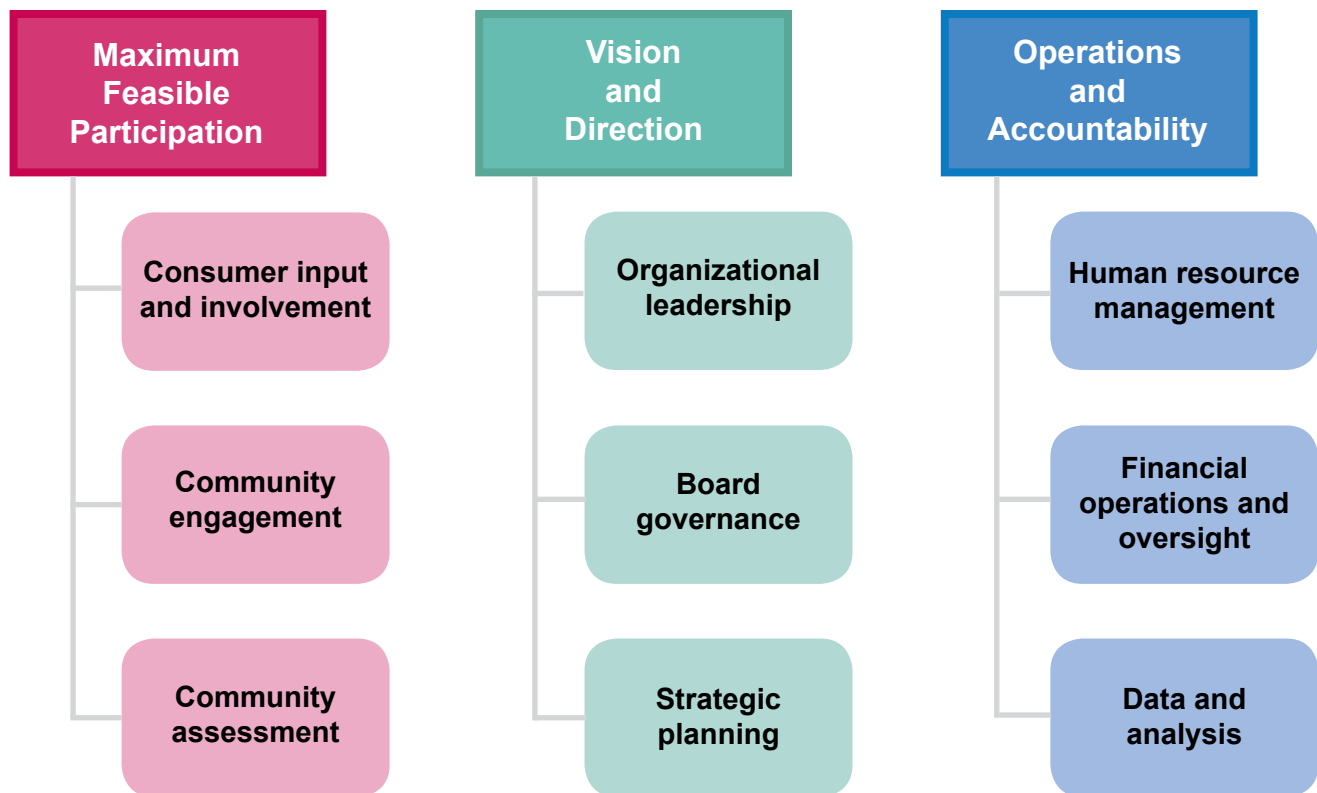 Maximum
Feasible
Participation
Consumer input
and involvement
Community
engagement
Community
assessment
Vision
and
Direction
Organizational
leadership
Board
governance
Strategic
planning
Operations
and
Accountability
Human resource
management
Financial
operations and
oversight
Data and
analysis